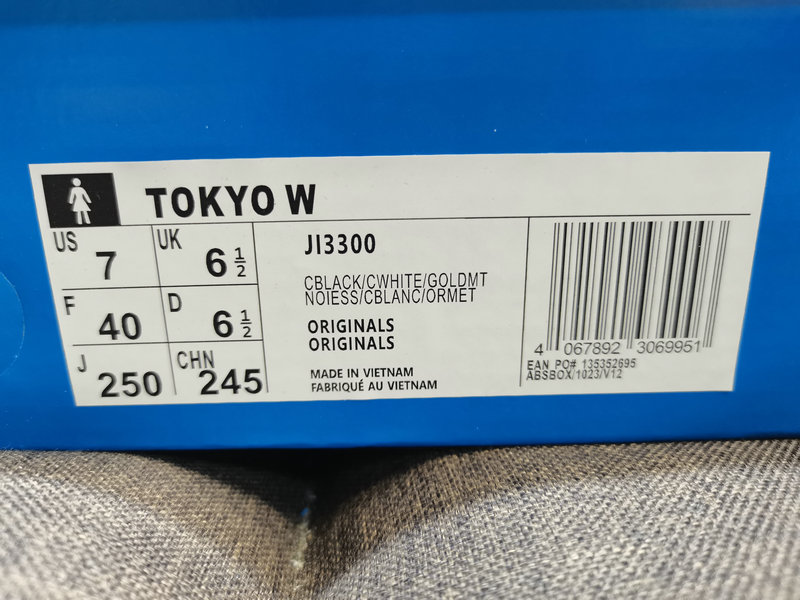 TOKYO W
US 7 UK 6 1/2
F 40 D 6 1/2
J 250 CHN 245
JI3300
CBLACK/CWHITE/GOLDMT
NOIESS/CBLANC/ORMET
ORIGINALS
ORIGINALS
MADE IN VIETNAM
FABRIQUÉ AU VIETNAM
4 067892 3069951
EAN PO# 135352695
ABSBOX/1023/V12